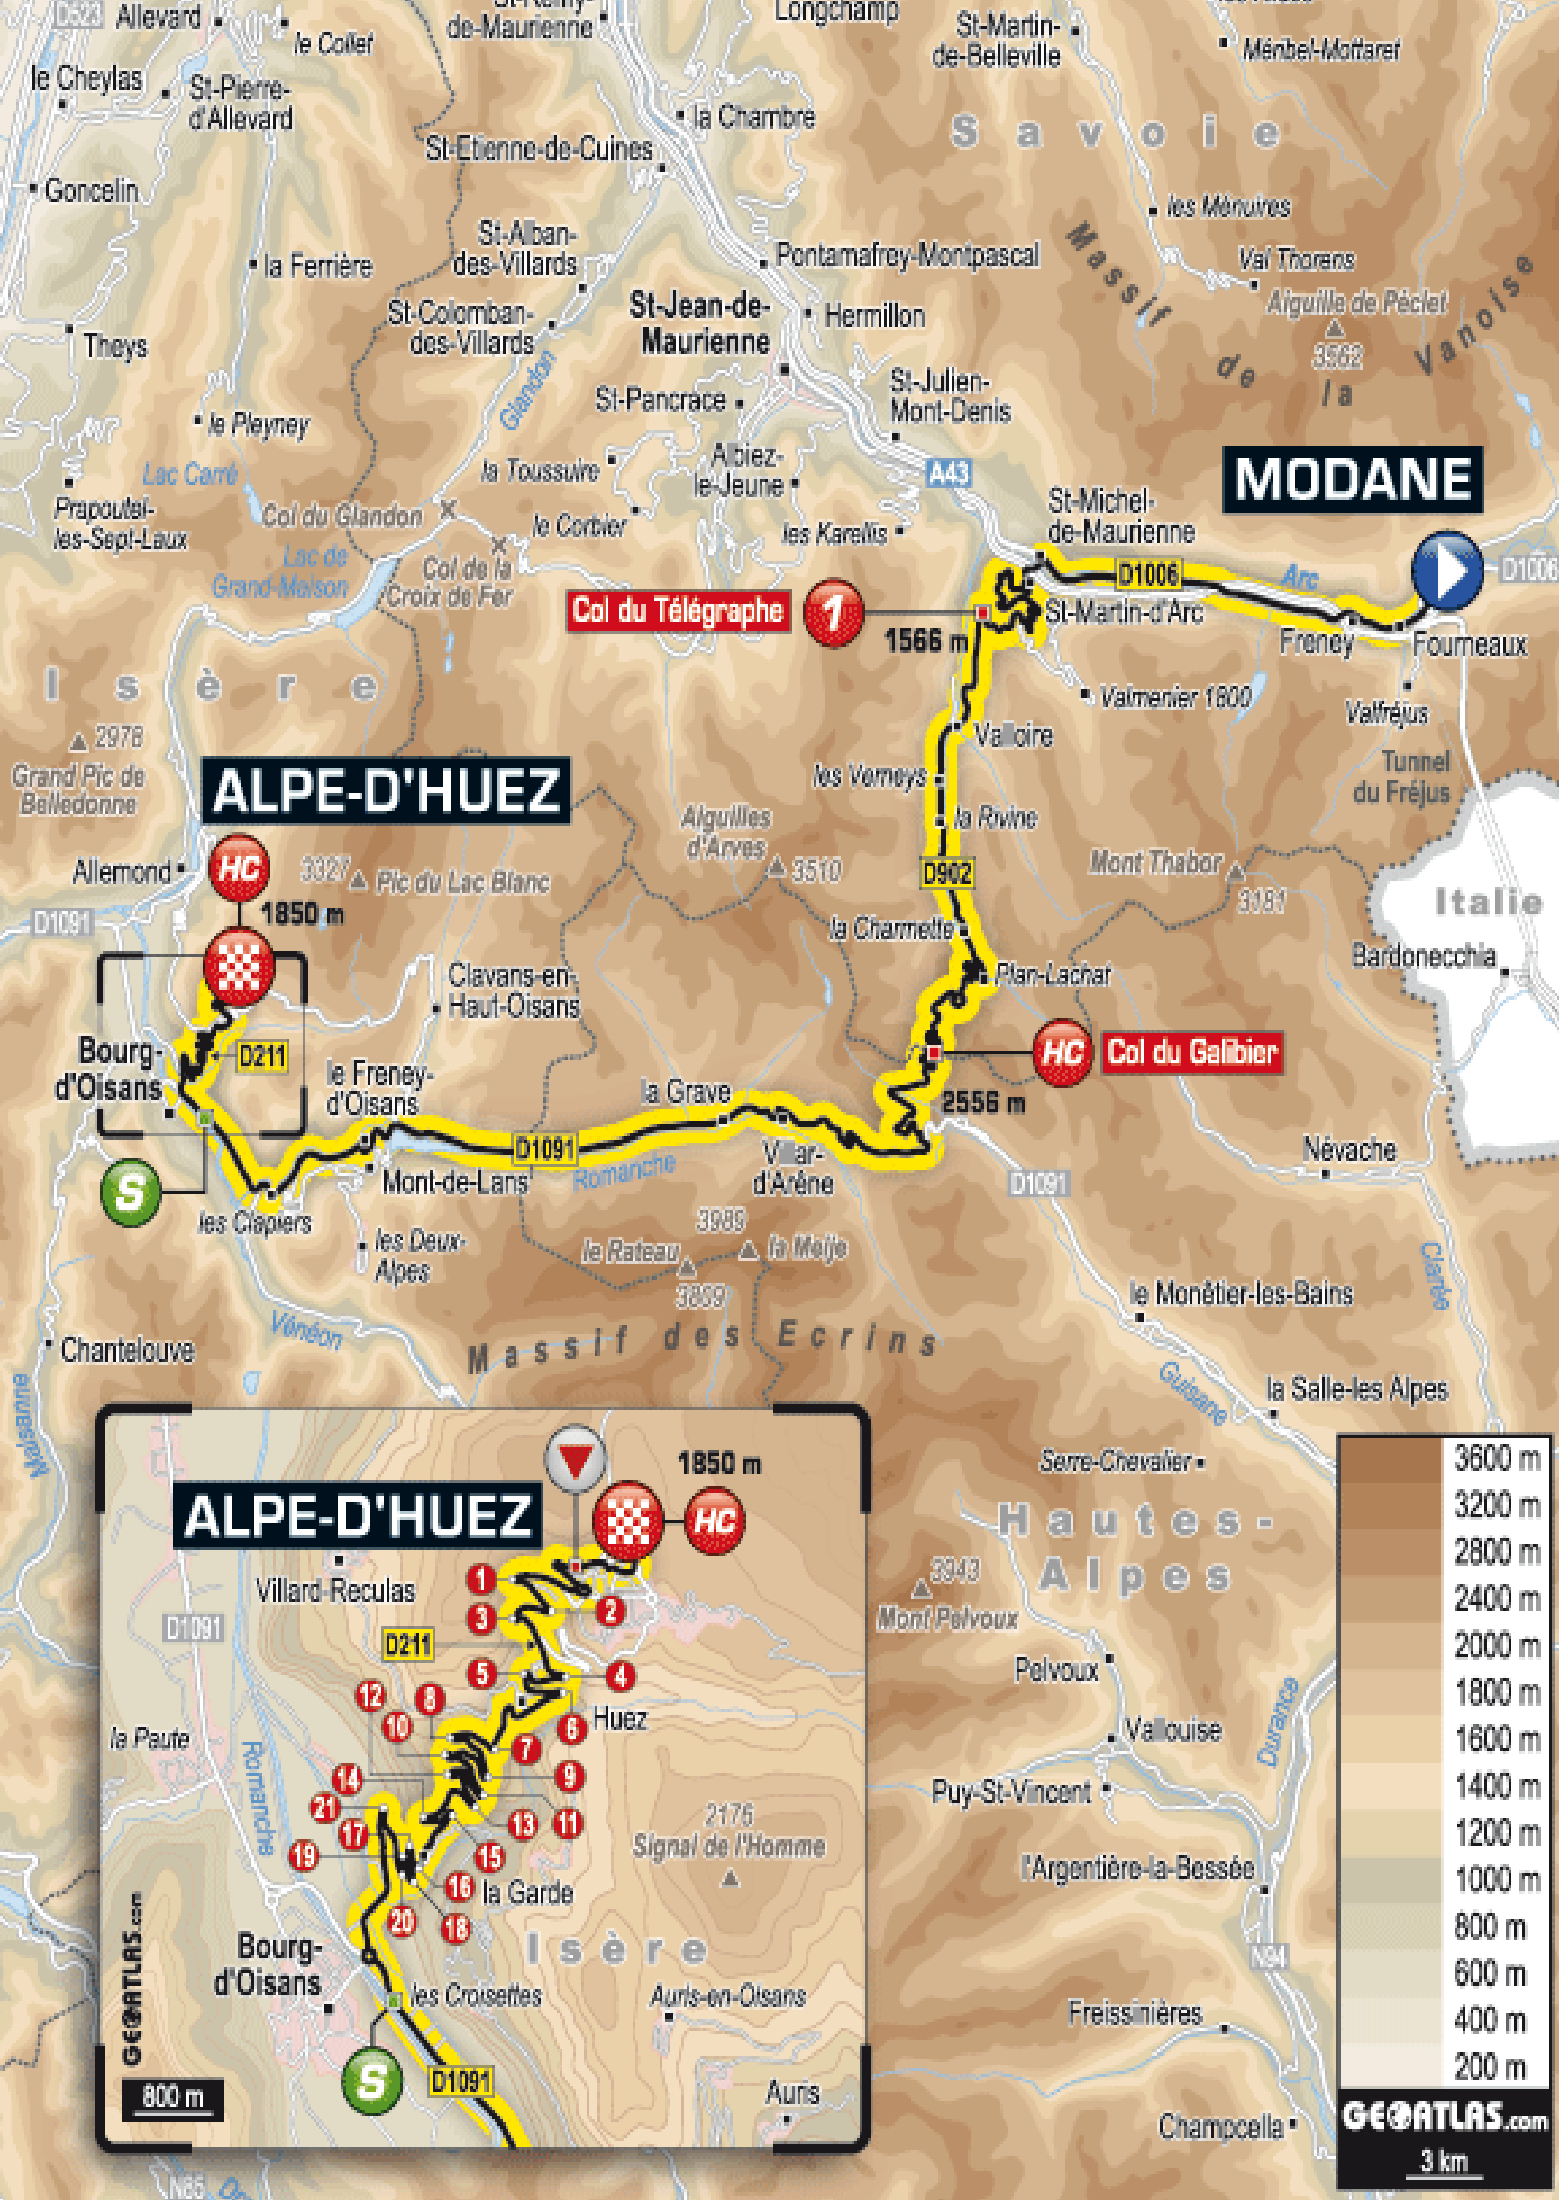 D523
Allevard
le Collet
de-Maurienne
Longchamp
St-Martin-
de-Belleville
Méribel-Mottaret
le Cheylas
St-Pierre-
d'Allevard
la Chambre
St-Etienne-de-Cuines
Savoie
Goncelin
les Ménuires
St-Alban-
des-Villards
la Ferrière
Pontamafrey-Montpascal
Val Thorens
Massif
de
la
Vanoise
Aiguille de Péclet
3562
St-Colomban-
des-Villards
St-Jean-de-
Maurienne
Hermillon
Theys
Glandon
St-Pancrace
St-Julien-
Mont-Denis
le Pleyney
Lac Carré
la Toussuire
Albiez-
le-Jeune
A43
MODANE
D1006
Prapoutel-
les-Sept-Laux
Col du Glandon
le Corbier
les Karellis
St-Michel-
de-Maurienne
Lac de
Grand-Maison
Col de la
Croix de Fer
D1006
Arc
D1006
Col du Télégraphe
1
1566 m
St-Martin-d'Arc
Freney
Fourneaux
Isère
Valmenier 1800
Valfréjus
2978
Grand Pic de
Belledonne
Valloire
les Verneys
Tunnel
du Fréjus
ALPE-D'HUEZ
Aiguilles
d'Arves
3510
la Rivine
Allemond
HC
3327
Pic du Lac Blanc
D902
Mont Thabor
3181
Italie
D1091
1850 m
la Charmette
Bardonecchia
Clavans-en-
Haut-Oisans
Plan-Lachat
Bourg-
d'Oisans
D211
le Freney-
d'Oisans
la Grave
HC
Col du Galibier
2556 m
D1091
Romanche
Villar-
d'Arêne
Névache
S
Mont-de-Lans
D1091
les Clapiers
les Deux-
Alpes
le Rateau
3809
3983
la Meije
Clarée
le Monêtier-les-Bains
Vénéon
Massif des Ecrins
Chantelouve
Guisane
la Salle-les Alpes
Serre-Chevalier
Hautes-
Alpes
3943
Mont Pelvoux
Pelvoux
Vallouise
Durance
Puy-St-Vincent
l'Argentière-la-Bessée
N94
Freissinières
Champcella
N85
1850 m
ALPE-D'HUEZ
HC
Villard-Reculas
D1091
D211
1
2
3
4
5
6
7
8
9
10
11
12
13
14
15
16
17
18
19
20
21
Huez
la Paute
Romanche
2176
Signal de l'Homme
la Garde
Isère
Bourg-
d'Oisans
les Croisettes
Auris-en-Oisans
S
D1091
Auris
GEOATLAS.com
800 m
3600 m
3200 m
2800 m
2400 m
2000 m
1800 m
1600 m
1400 m
1200 m
1000 m
800 m
600 m
400 m
200 m
GEOATLAS.com
3 km